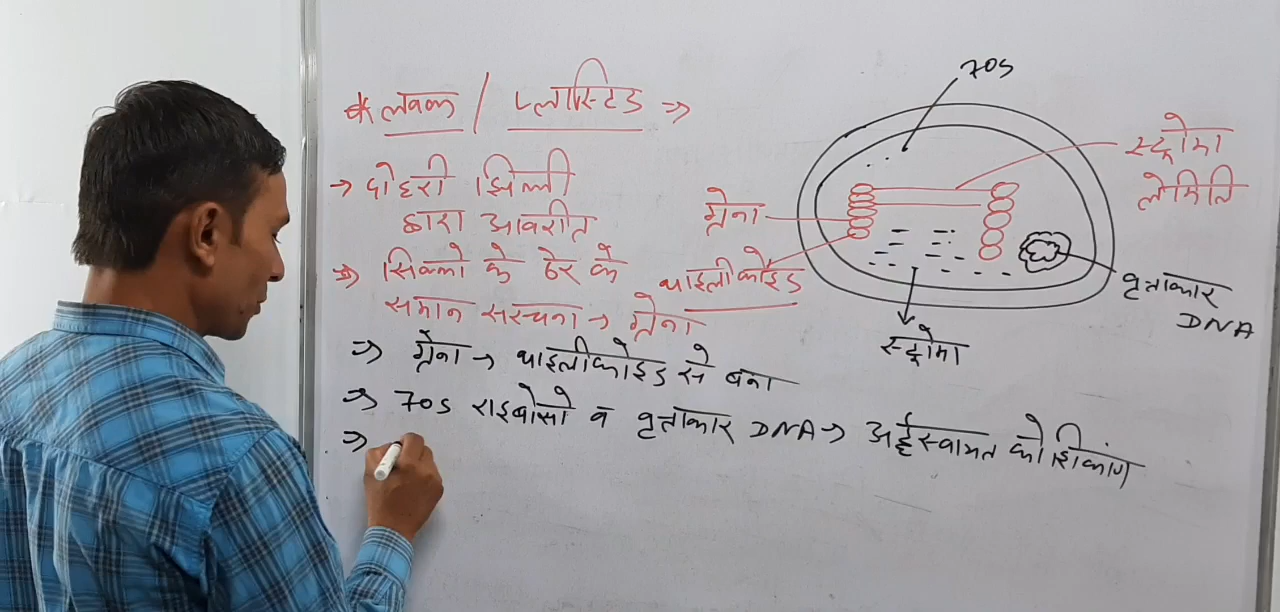 * लवक / प्लास्टिड ⇒
→ दोहरी झिल्ली
द्वारा आवरीत
⇒ सिक्को के ढेर के
समान संरचना → ग्रेना
⇒ ग्रेना → थाइलीकोइड से बना
⇒ 70S राइबोसो व वृताकार DNA → अर्द्धस्वायत कोशिकांग
⇒
70S
स्ट्रोमा
लेमिलि
ग्रेना
थाइलीकोइड
वृताकार
DNA
स्ट्रोमा